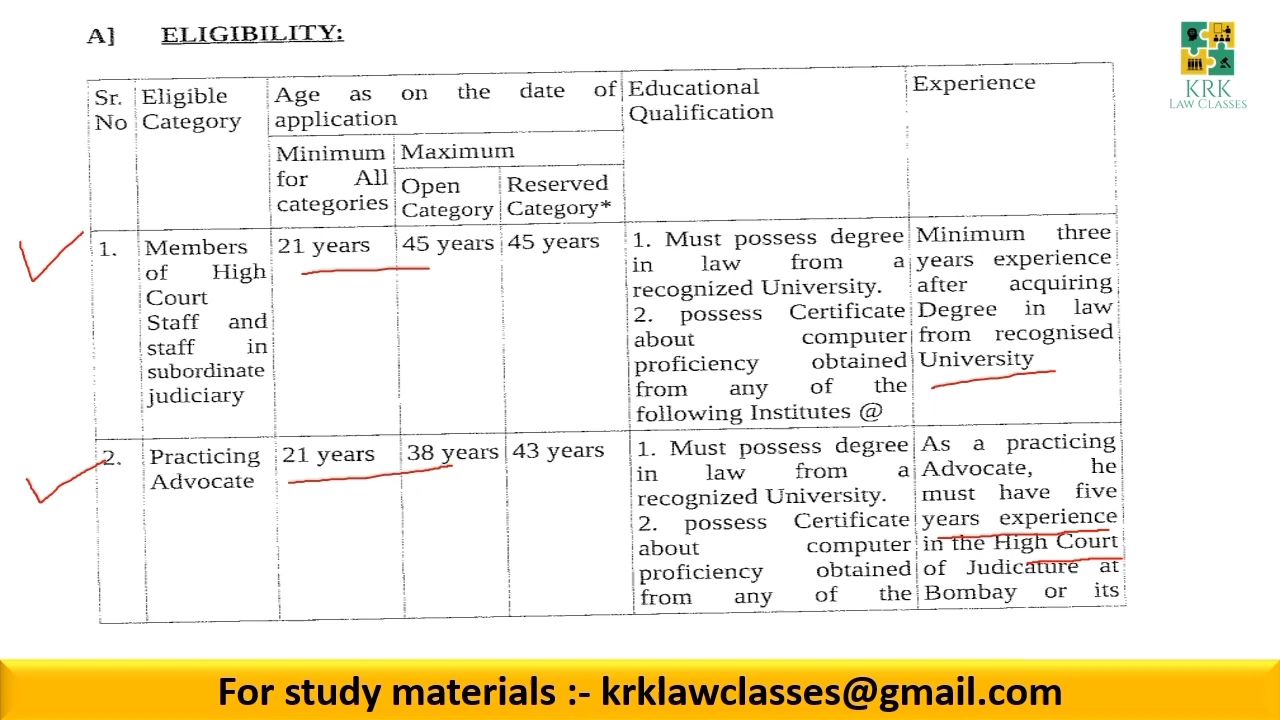 A] ELIGIBILITY:
KRK
LAW CLASSES
Sr. No
Eligible Category
Age as on the date of application
Educational Qualification
Experience
Minimum for All categories
Maximum
Open Category
Reserved Category*
1.
Members
of High
Court
Staff and
staff in
subordinate
judiciary
21 years
45 years
45 years
1. Must possess degree
in law from a
recognized University.
2. possess Certificate
about computer
proficiency obtained
from any of the
following Institutes @
Minimum three
years experience
after acquiring
Degree in law
from recognised
University
2.
Practicing
Advocate
21 years
38 years
43 years
1. Must possess degree
in law from a
recognized University.
2. possess Certificate
about computer
proficiency obtained
from any of the
As a practicing
Advocate, he
must have five
years experience
in the High Court
of Judicature at
Bombay or its
For study materials :- krklawclasses@gmail.com